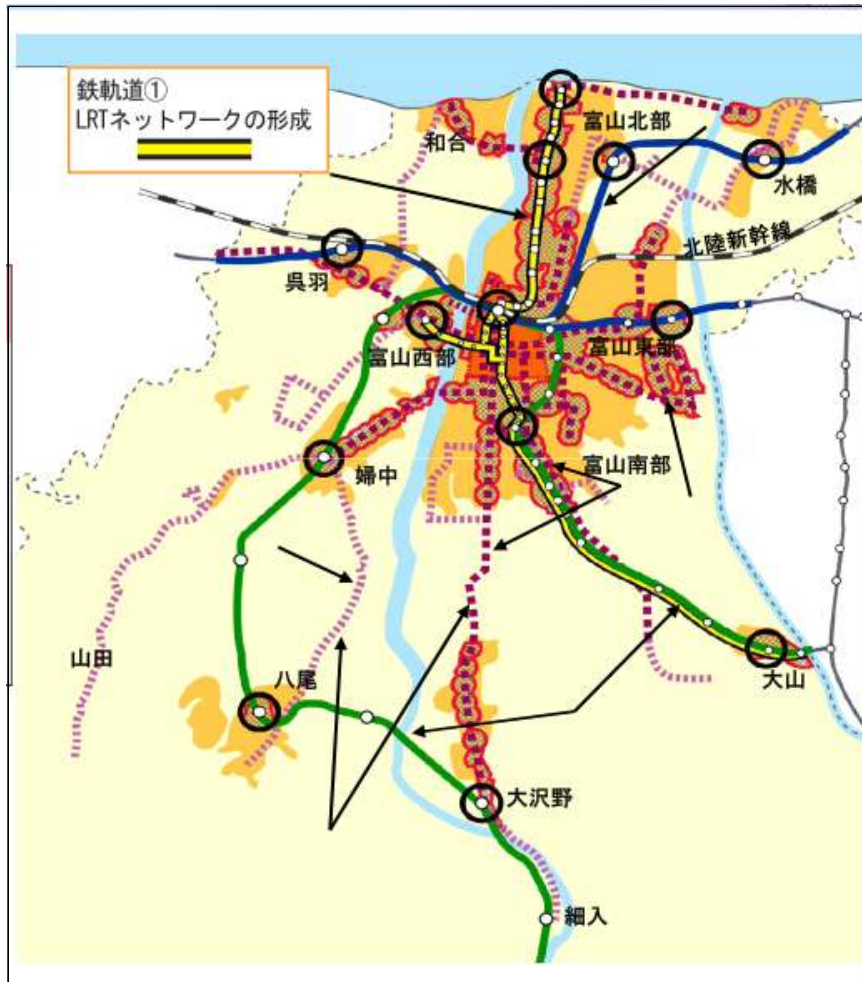 鉄軌道①
LRTネットワークの形成
和合
富山北部
水橋
北陸新幹線
呉羽
富山西部
富山東部
婦中
富山南部
山田
八尾
大山
大沢野
細入